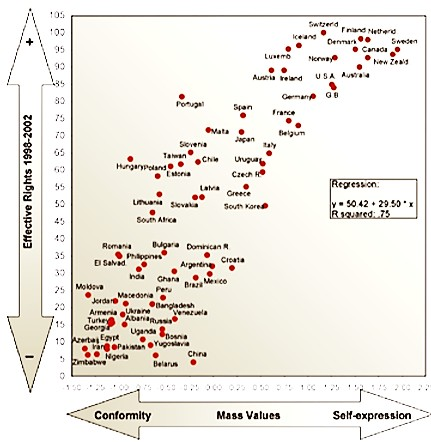 105
100
95
90
85
80
75
70
65
60
55
50
45
40
35
30
25
20
15
10
5
0
+
Effective Rights 1998-2002
–
Switzerld
Iceland
Finland
Netherld
Luxemb
Denmark
Sweden
Canada
Norway
New Zeald
Austria
Ireland
U.S.A.
Australia
Germany
G.B.
Portugal
Spain
France
Malta
Japan
Belgium
Slovenia
Italy
Taiwan
Chile
Uruguay
Hungary
Poland
Estonia
Czech R.
Latvia
Greece
Lithuania
Slovakia
South Korea
South Africa
Regression:
y = 50.42 + 29.50 * x
R squared: .75
Romania
Bulgaria
Dominican R.
El Salvad.
Philippines
Argentina
Croatia
India
Ghana
Brazil
Mexico
Moldova
Peru
Jordan
Macedonia
Bangladesh
Armenia
Ukraine
Venezuela
Turkey
Albania
Russia
Georgia
Uganda
Bosnia
Azerbaij.
Egypt
Iran
Pakistan
Yugoslavia
Zimbabwe
Nigeria
Belarus
China
Conformity
Mass Values
Self-expression